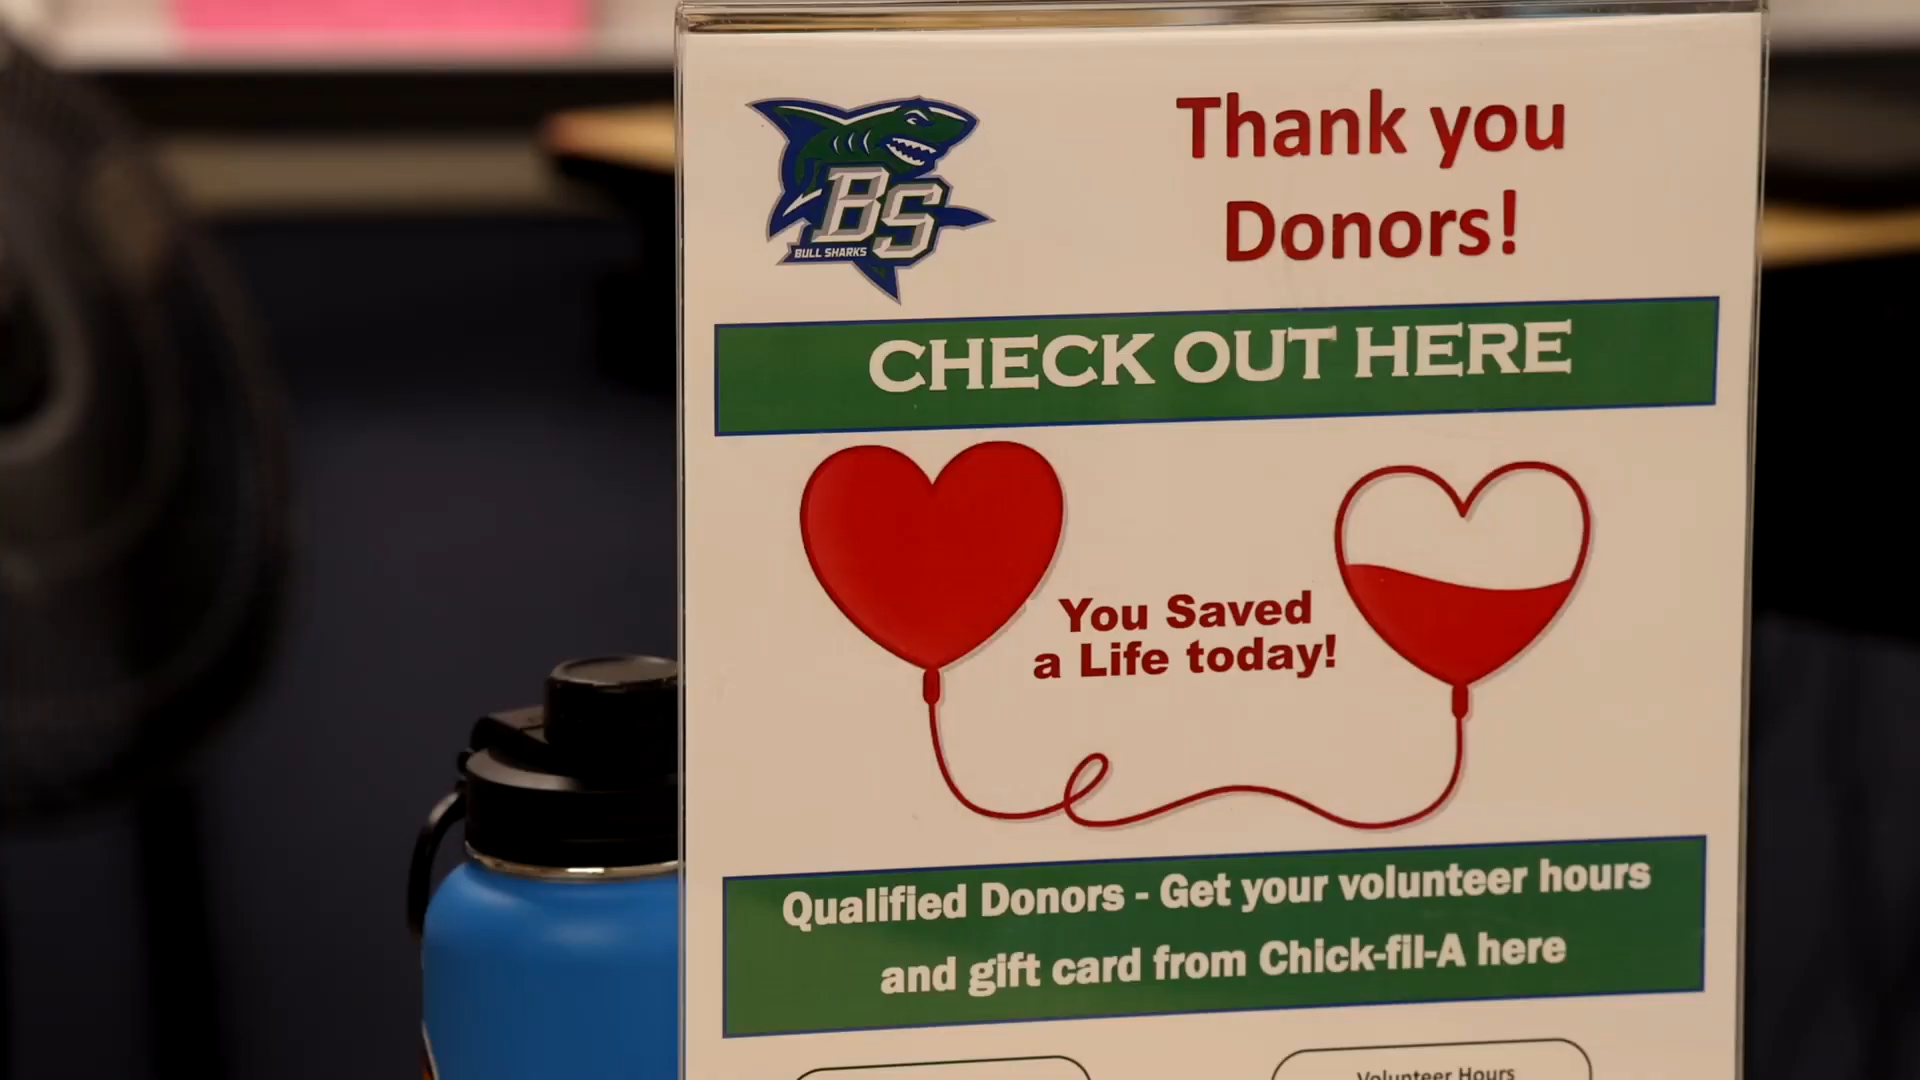 Thank you
Donors!
BS
BULL SHARKS
CHECK OUT HERE
You Saved
a Life today!
Qualified Donors - Get your volunteer hours
and gift card from Chick-fil-A here
Volunteer Hours